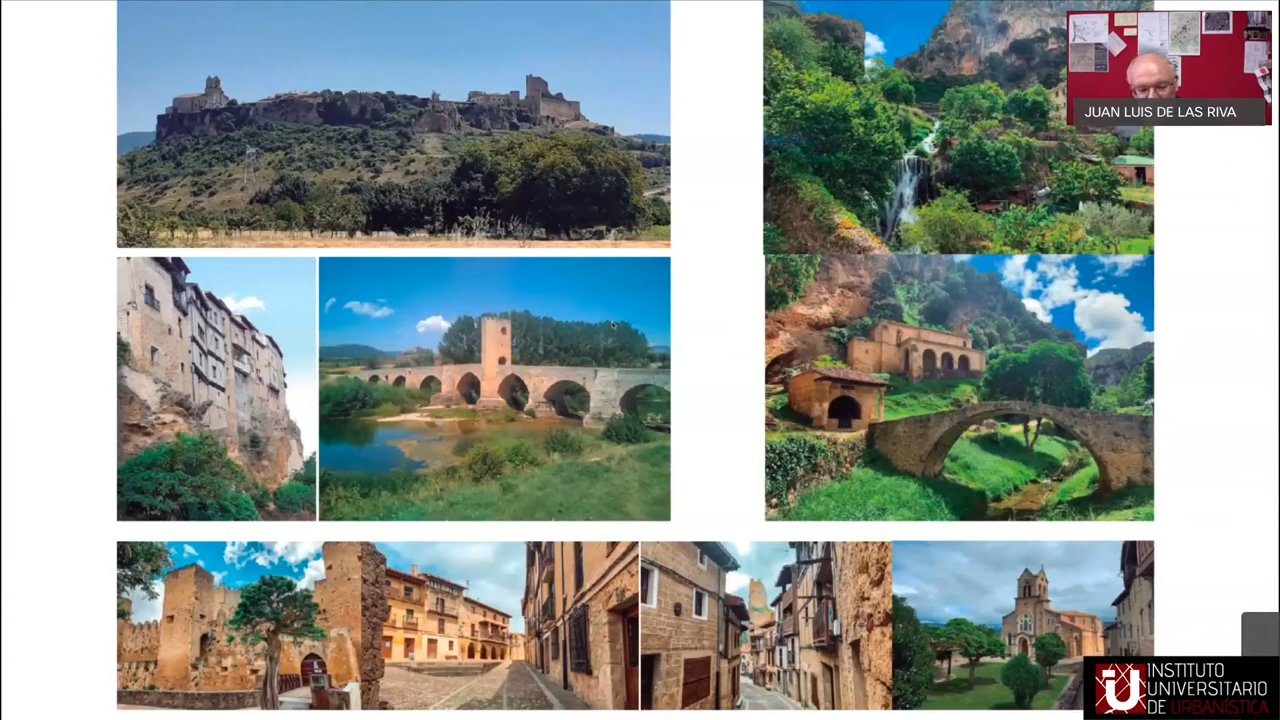 JUAN LUIS DE LAS RIVA
INSTITUTO
UNIVERSITARIO
DE URBANÍSTICA